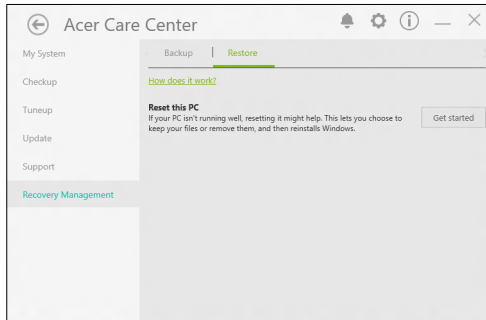 Acer Care Center
My System
Backup | Restore
Checkup
How does it work?
Tuneup
Reset this PC
If your PC isn't running well, resetting it might help. This lets you choose to
keep your files or remove them, and then reinstalls Windows.
Get started
Update
Support
Recovery Management